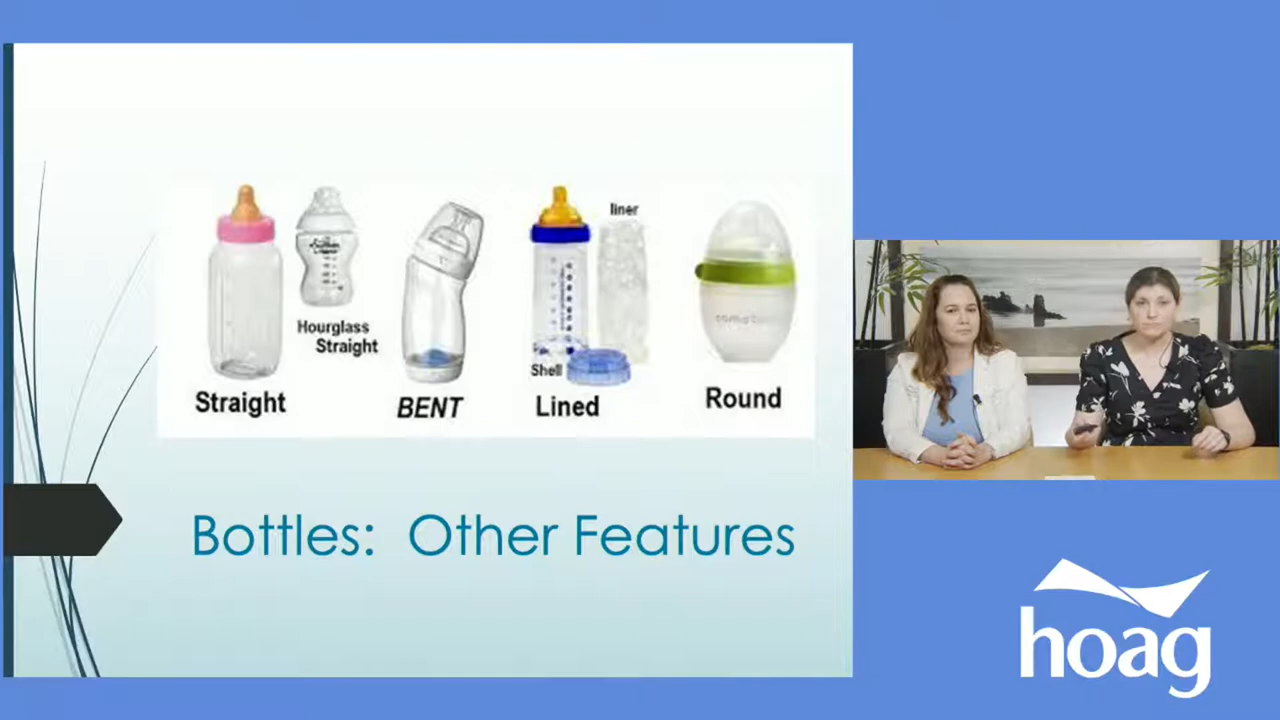 liner
Hourglass
Straight
Shell
Straight
BENT
Lined
Round
Bottles: Other Features
hoag